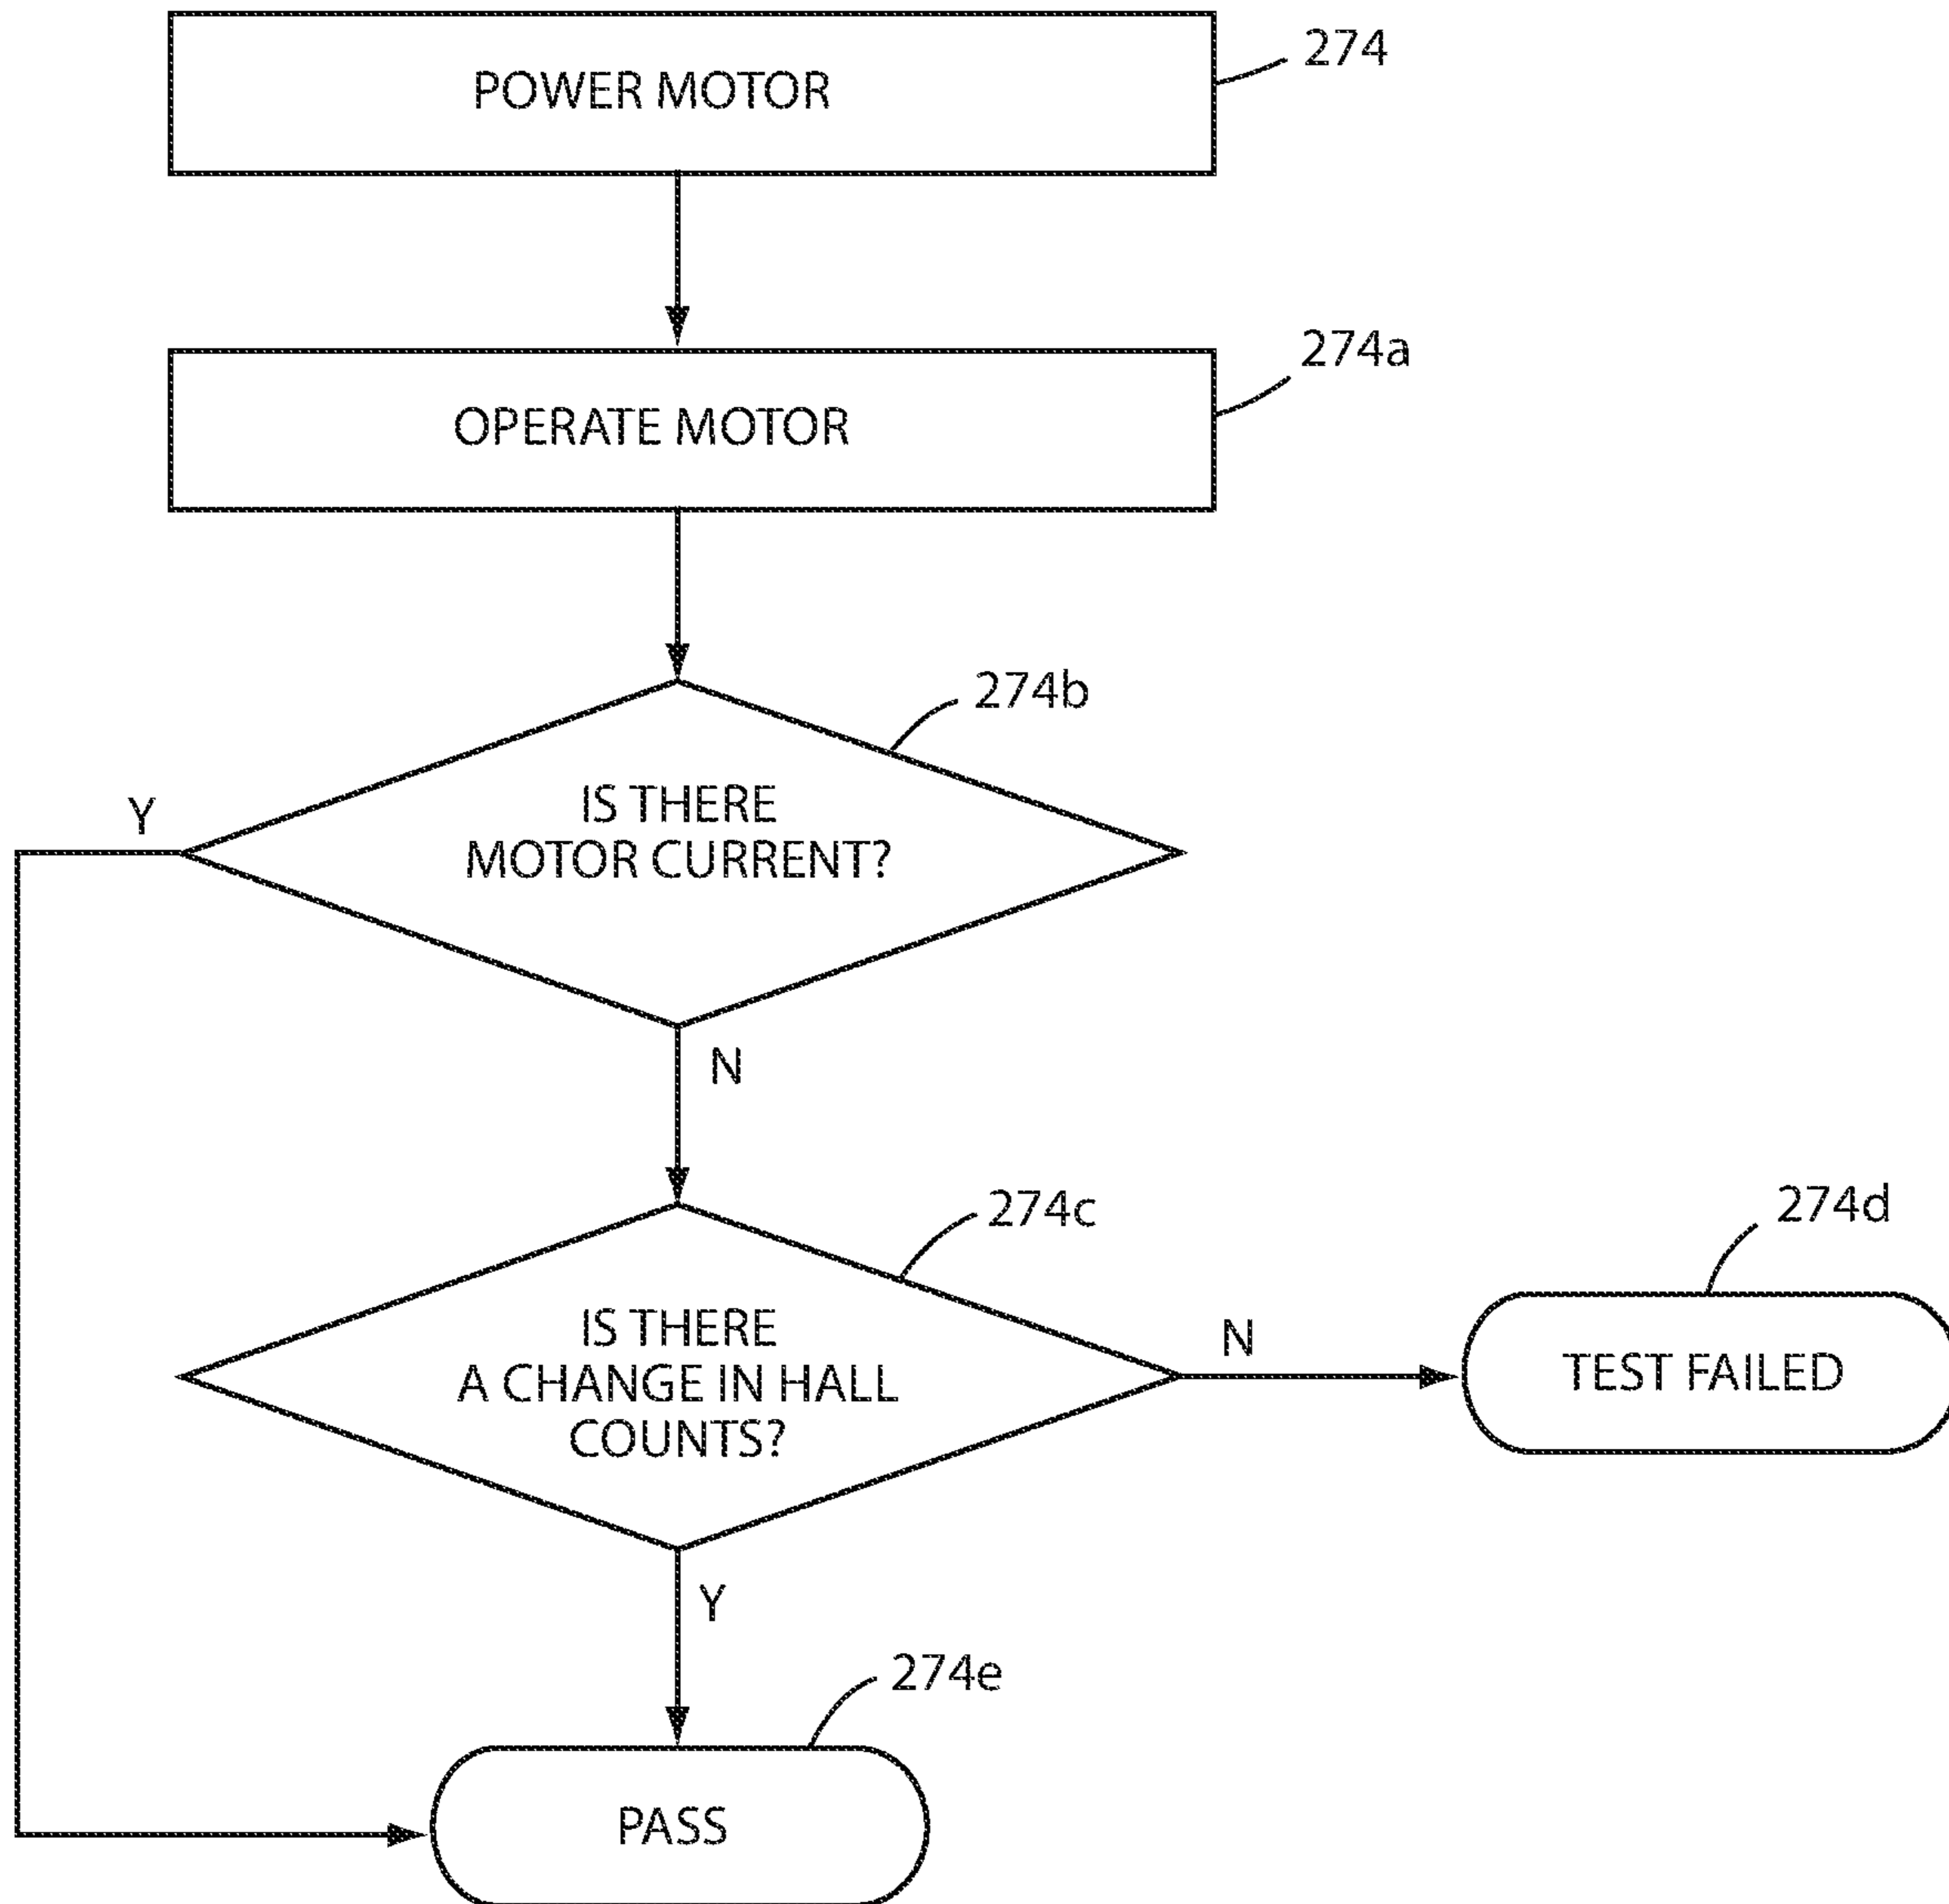 POWER MOTOR
274
OPERATE MOTOR
274a
274b
IS THERE
MOTOR CURRENT?
Y
N
274c
IS THERE
A CHANGE IN HALL
COUNTS?
N
274d
TEST FAILED
Y
274e
PASS